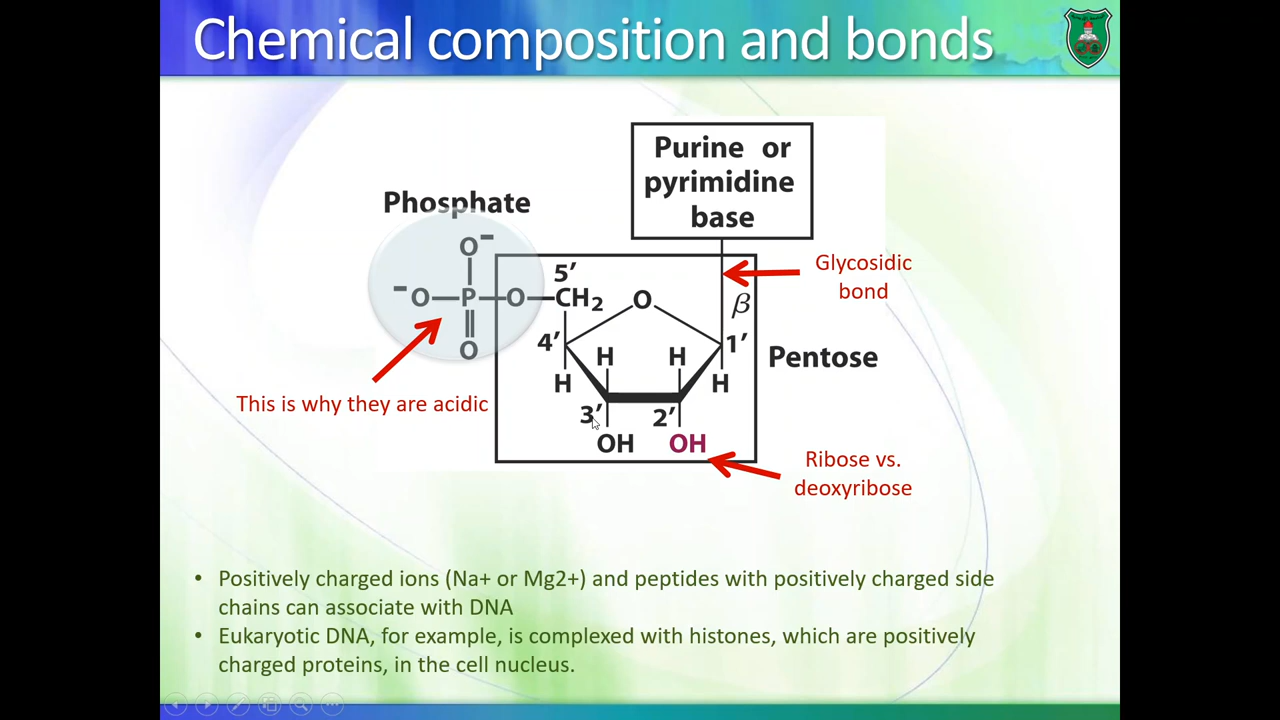 Chemical composition and bonds
Purine or
pyrimidine
base
Phosphate
O⁻
⁻O—P—O—CH₂
O
5′
O
β
4′
1′
H
H
H
H
3′
2′
OH
OH
Pentose
Glycosidic
bond
This is why they are acidic
Ribose vs.
deoxyribose
• Positively charged ions (Na+ or Mg2+) and peptides with positively charged side
chains can associate with DNA
• Eukaryotic DNA, for example, is complexed with histones, which are positively
charged proteins, in the cell nucleus.